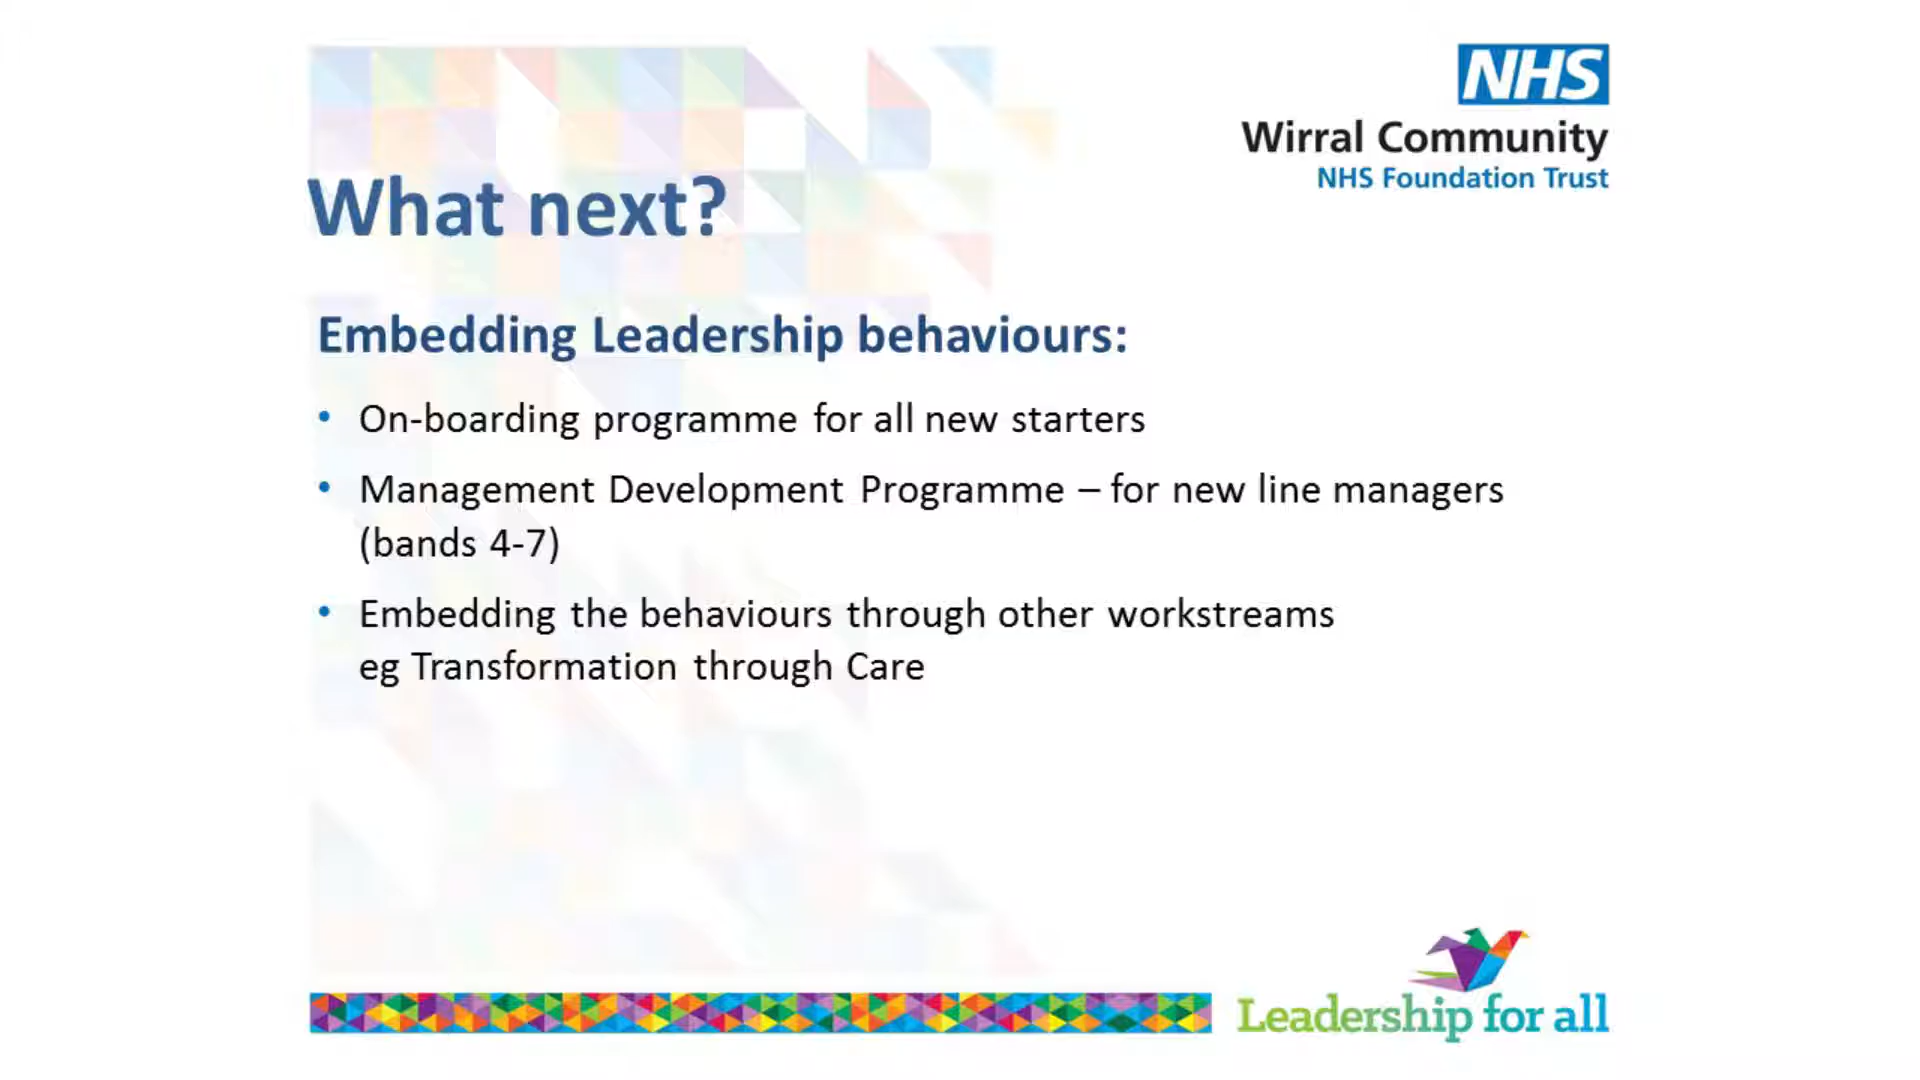 NHS
Wirral Community
NHS Foundation Trust
What next?
Embedding Leadership behaviours:
• On-boarding programme for all new starters
• Management Development Programme – for new line managers
(bands 4-7)
• Embedding the behaviours through other workstreams
eg Transformation through Care
Leadership for all